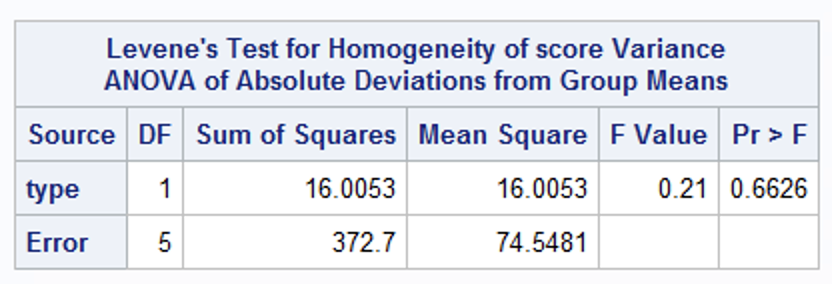 Levene's Test for Homogeneity of score Variance
ANOVA of Absolute Deviations from Group Means
Source DF Sum of Squares Mean Square F Value Pr > F
type 1 16.0053 16.0053 0.21 0.6626
Error 5 372.7 74.5481